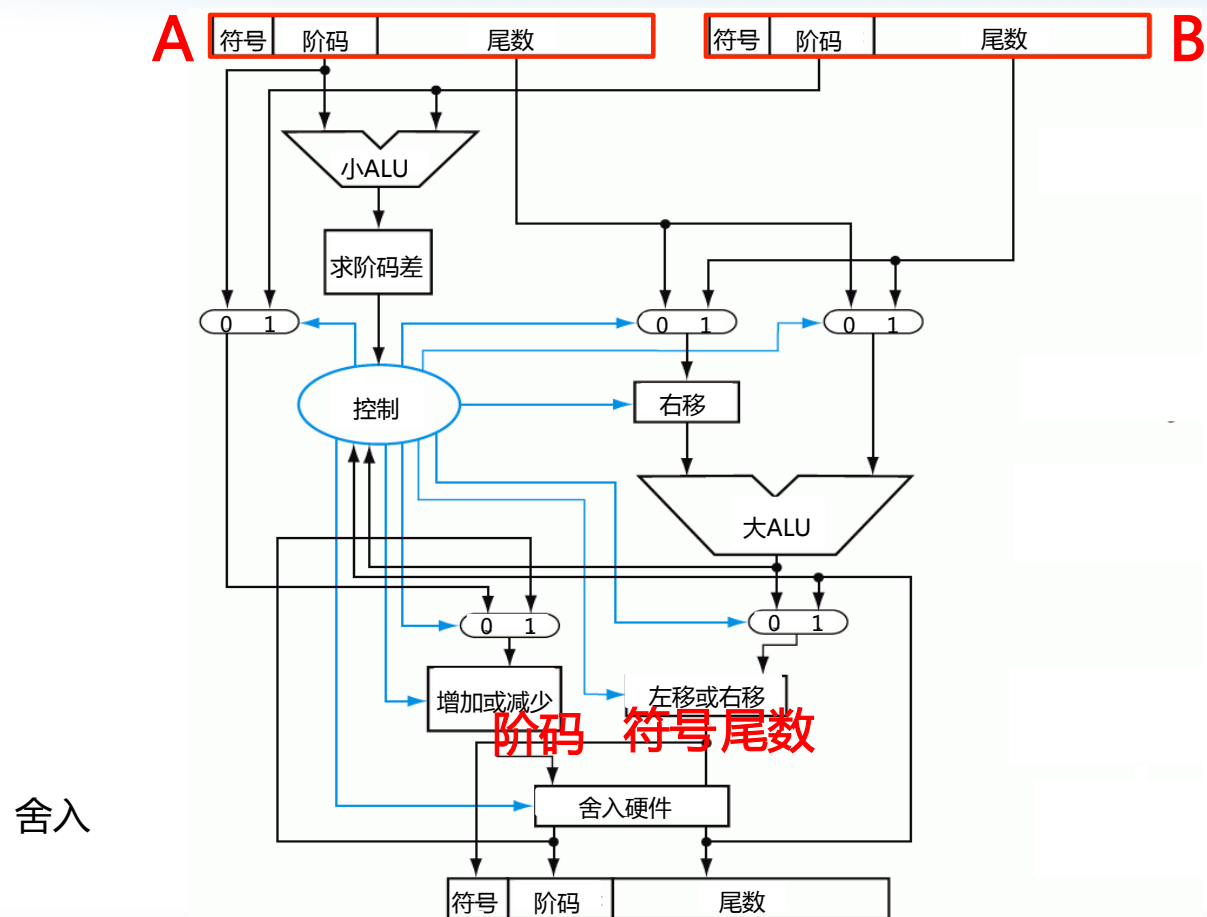 A 符号 阶码 尾数 符号 阶码 尾数 B
小ALU
求阶码差
0 1 0 1 0 1
控制 右移
大ALU
0 1 0 1
增加或减少 左移或右移
阶码 符号 尾数
舍入 舍入硬件
符号 阶码 尾数